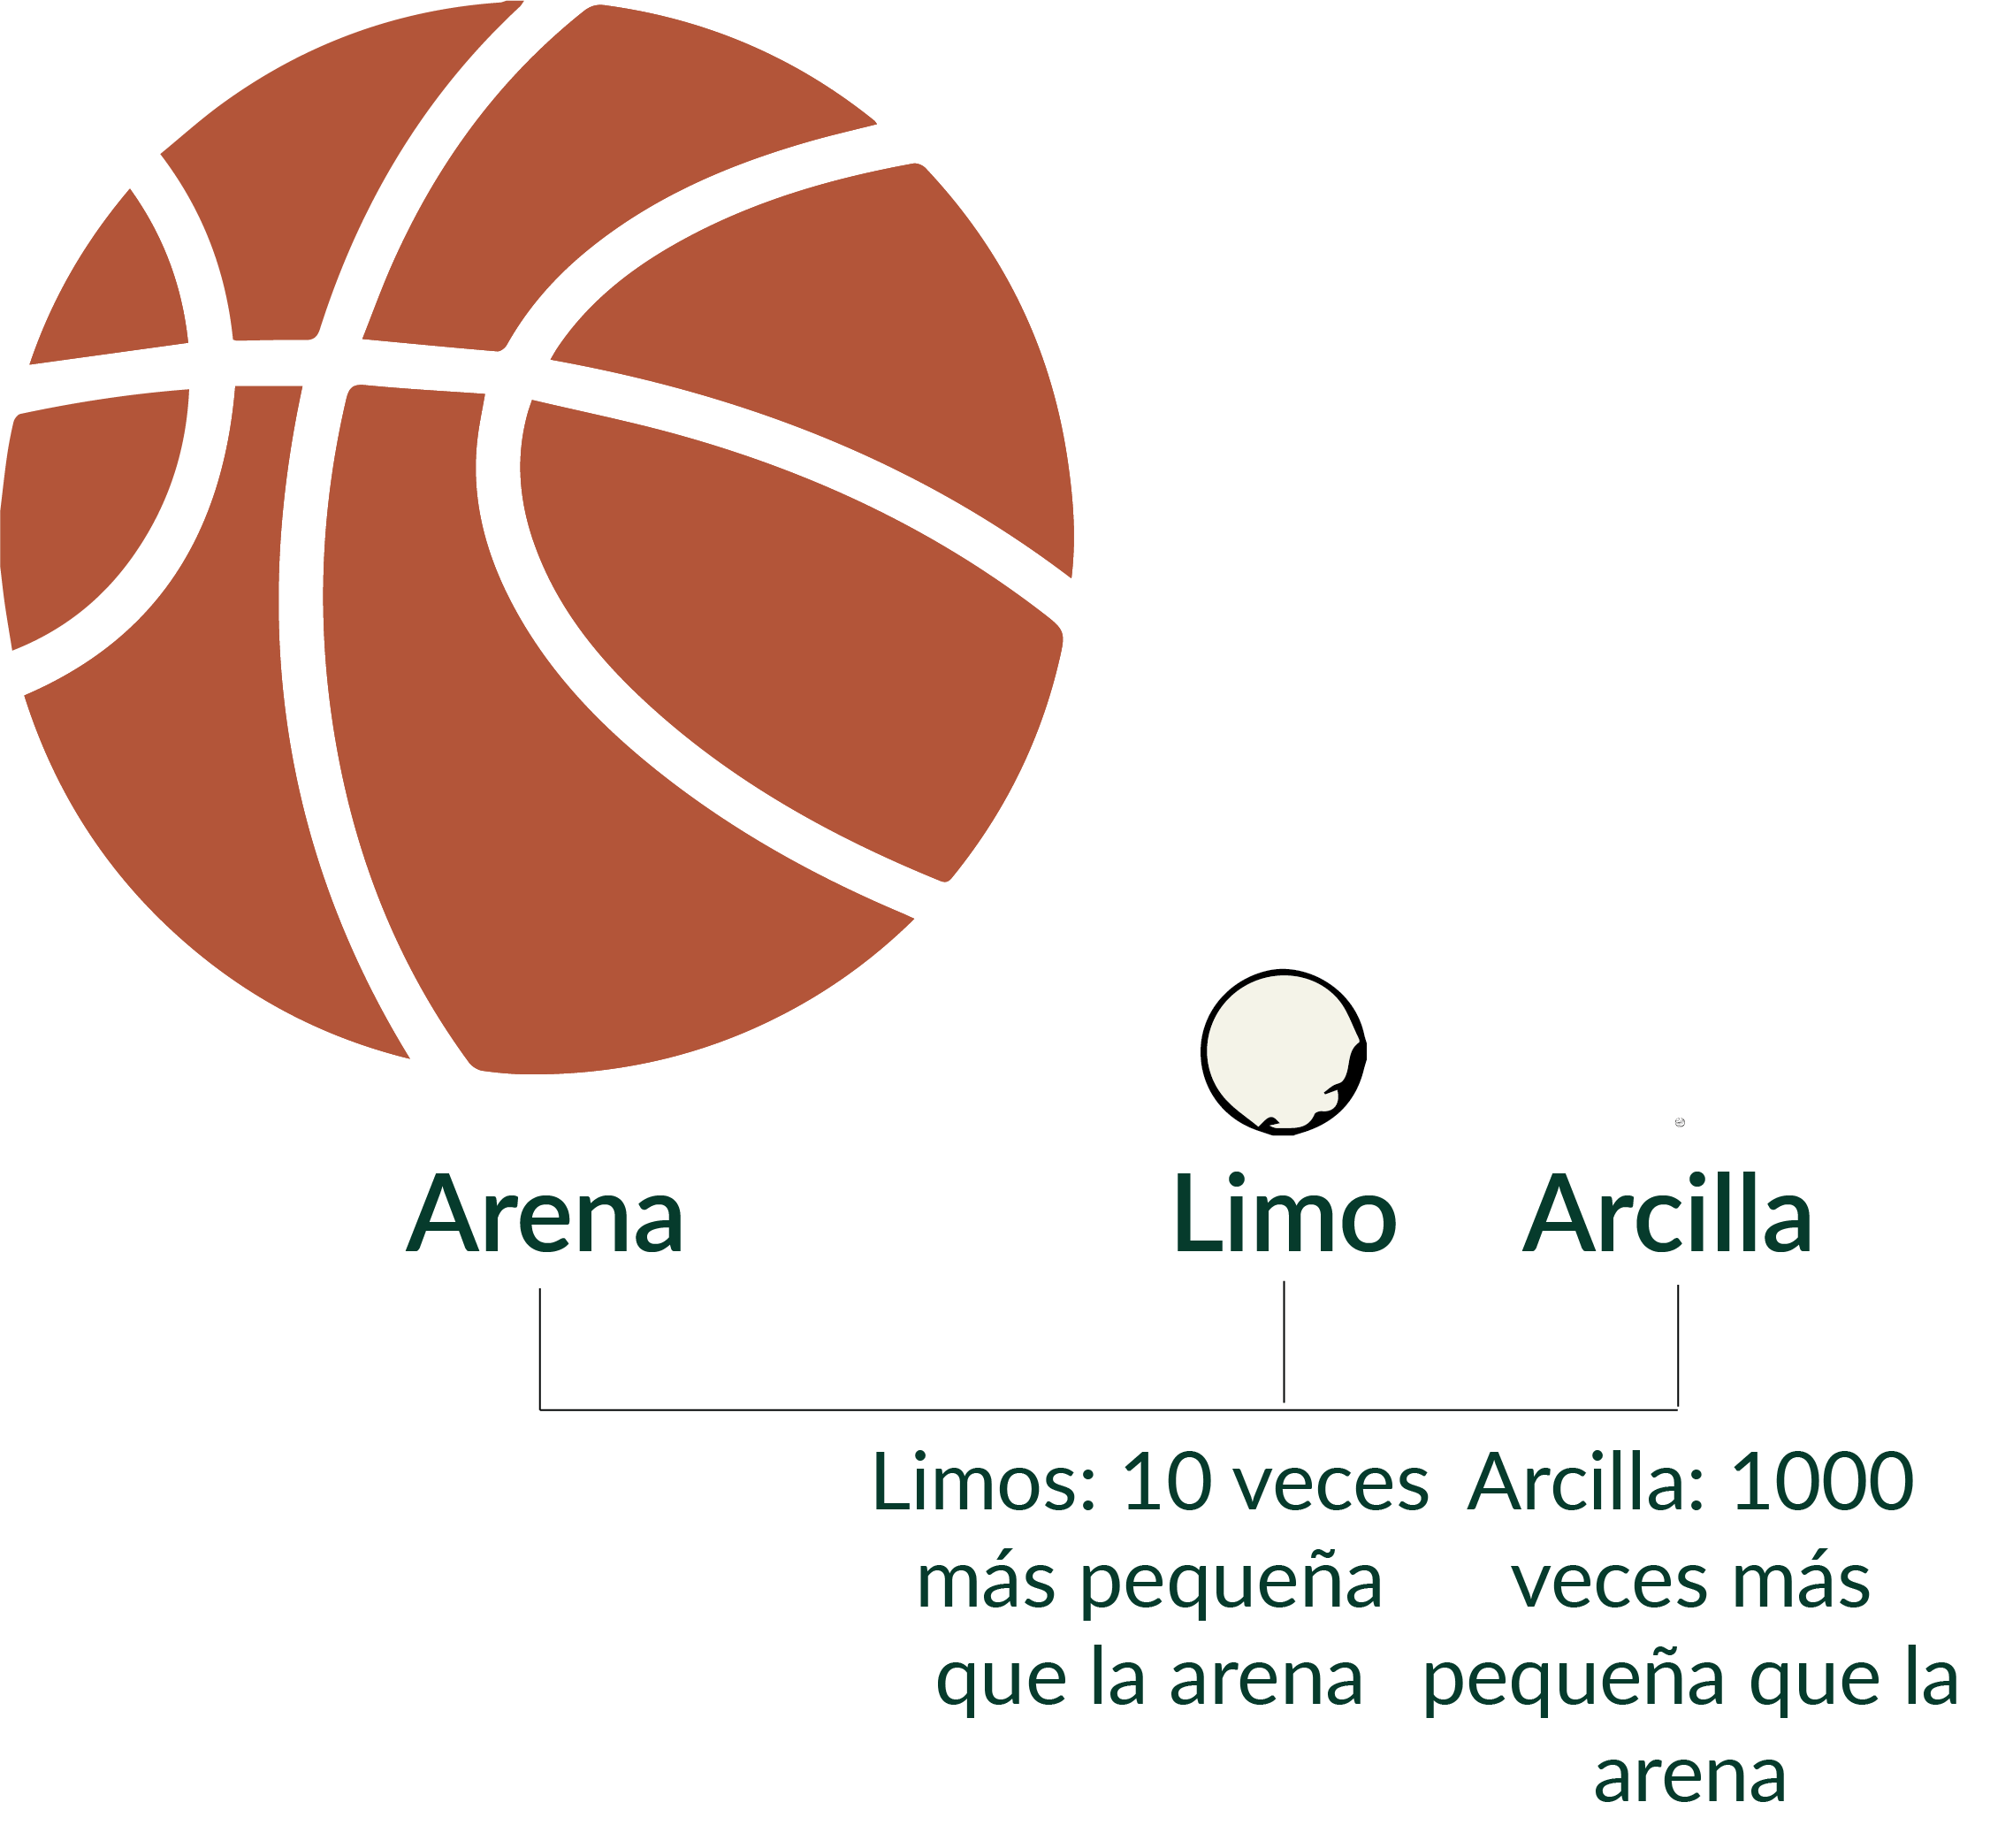 Arena
Limo
Arcilla
Limos: 10 veces
más pequeña
que la arena
Arcilla: 1000
veces más
pequeña que la
arena